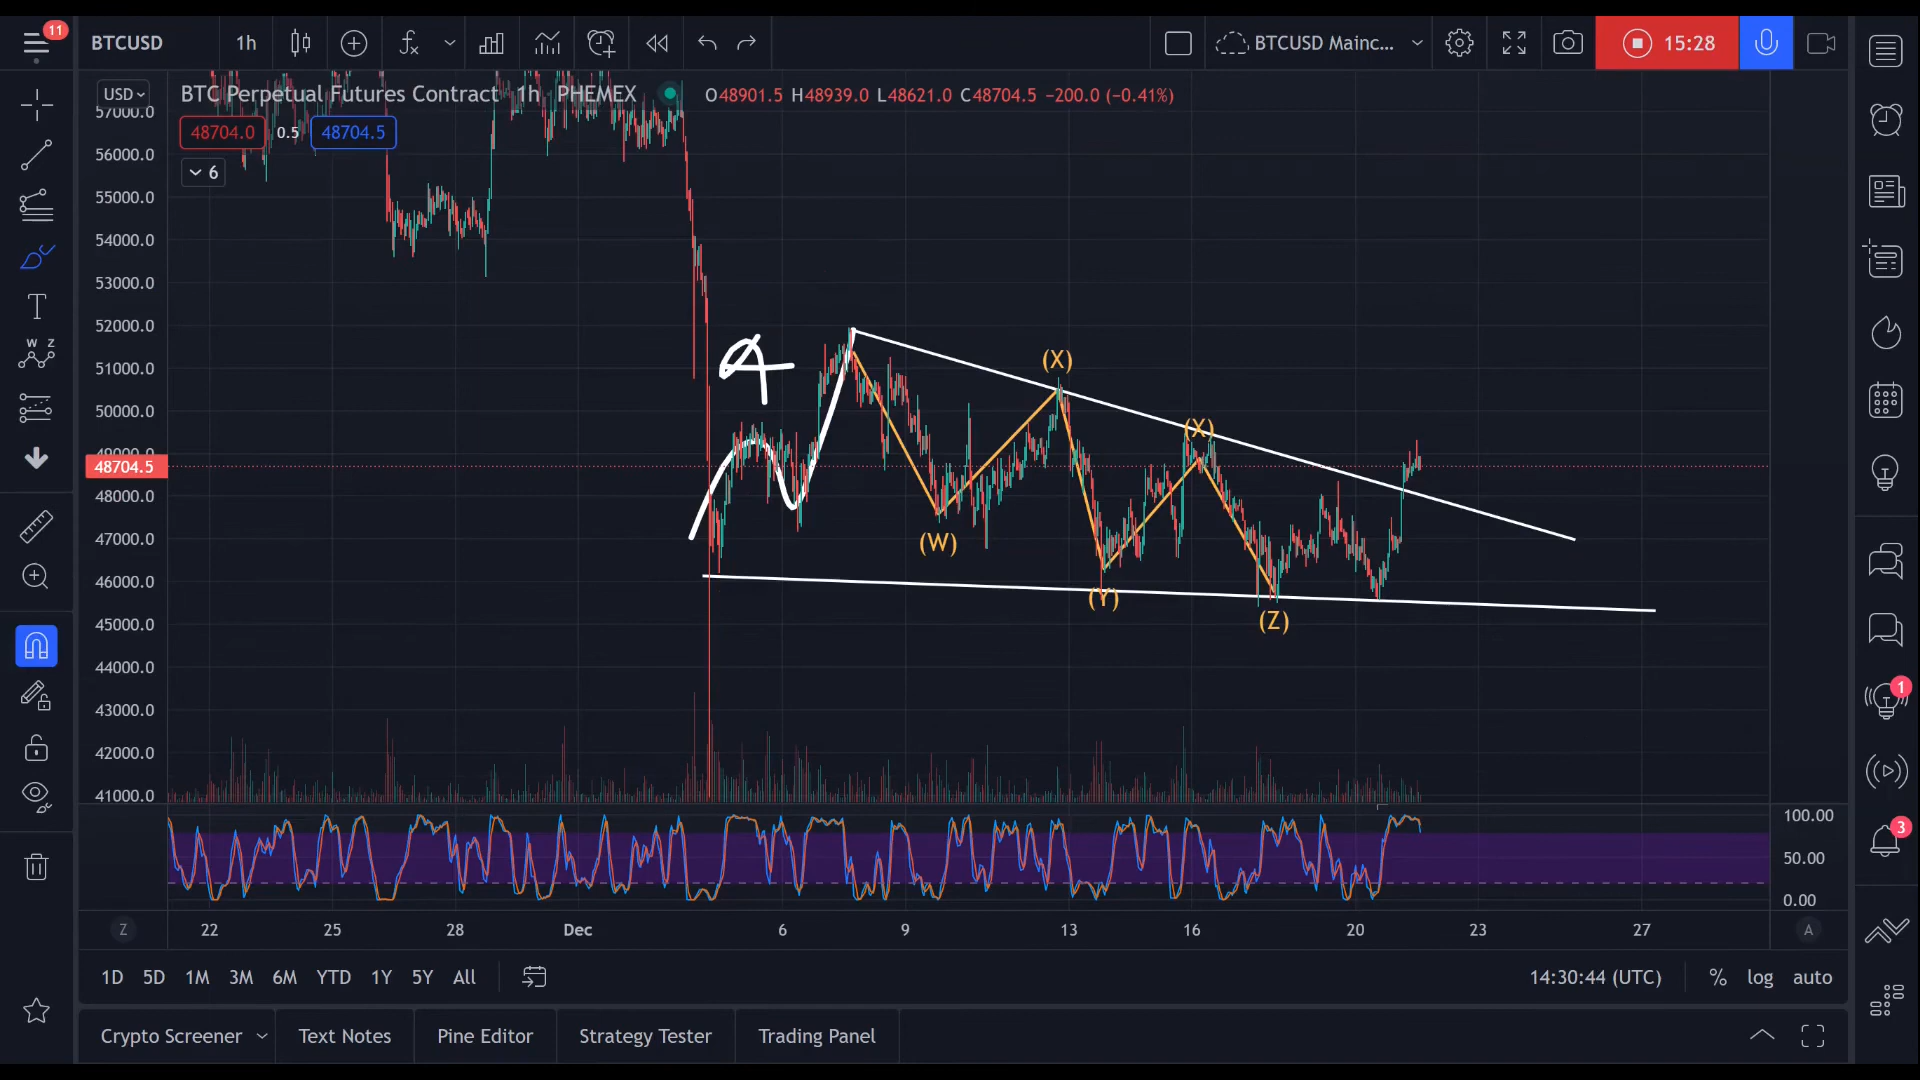 11
BTCUSD 1h BTCUSD Mainc... 15:28
USD
BTC Perpetual Futures Contract 1h PHEMEX O48901.5 H48939.0 L48621.0 C48704.5 −200.0 (−0.41%)
48704.0 0.5 48704.5
6
57000.0
56000.0
55000.0
54000.0
53000.0
52000.0
51000.0
50000.0
49000.0
48704.5
48000.0
47000.0
46000.0
45000.0
44000.0
43000.0
42000.0
41000.0
T
W Z
a
(X)
(X)
(W)
(Y)
(Z)
1
3
100.00
50.00
0.00
Z 22 25 28 Dec 6 9 13 16 20 23 27 A
1D 5D 1M 3M 6M YTD 1Y 5Y All 14:30:44 (UTC) % log auto
Crypto Screener Text Notes Pine Editor Strategy Tester Trading Panel